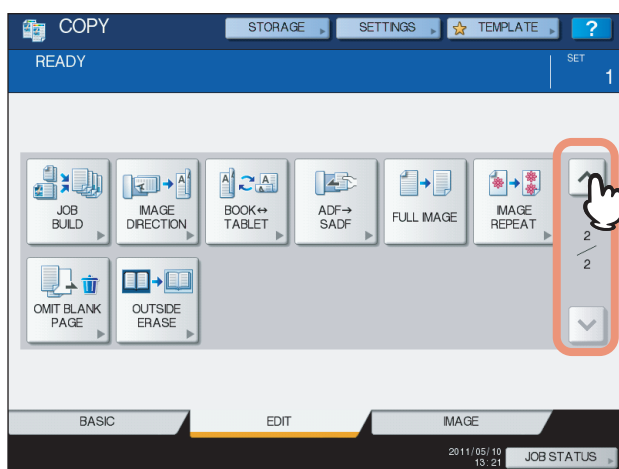 COPY
STORAGE
SETTINGS
TEMPLATE
?
READY
SET
1
JOB
BUILD
IMAGE
DIRECTION
BOOK↔
TABLET
ADF→
SADF
FULL IMAGE
IMAGE
REPEAT
2
2
OMIT BLANK
PAGE
OUTSIDE
ERASE
BASIC
EDIT
IMAGE
2011/05/10
13:21
JOB STATUS